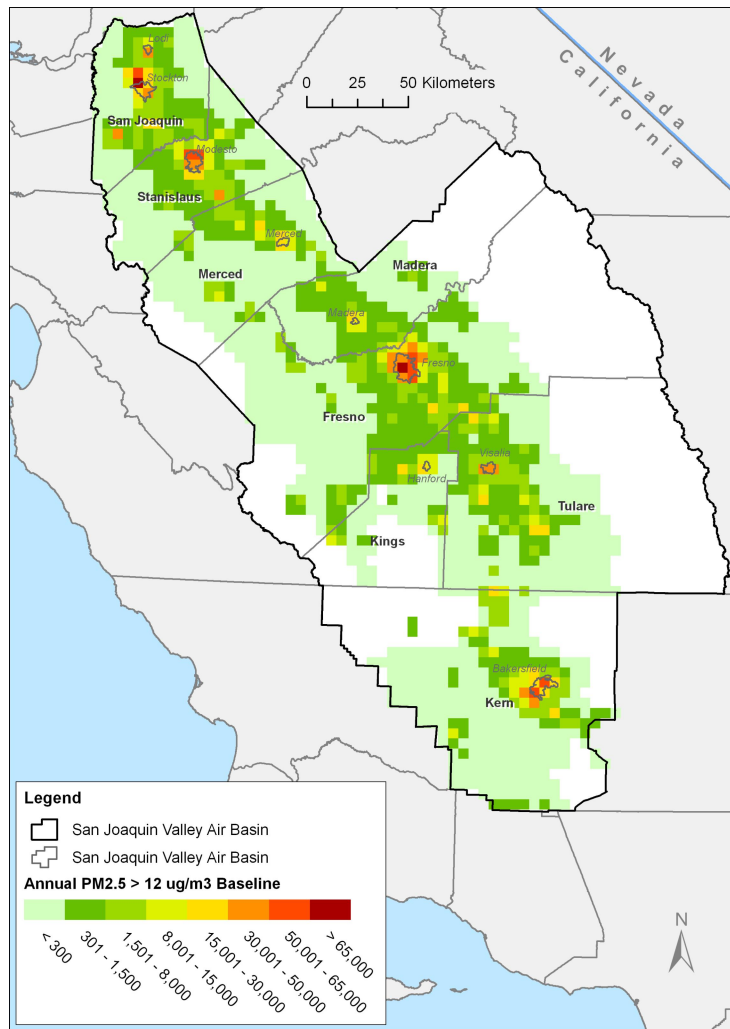 Nevada
California
0 25 50 Kilometers
Lodi
Stockton
San Joaquin
Modesto
Stanislaus
Merced
Merced
Madera
Madera
Fresno
Fresno
Visalia
Hanford
Tulare
Kings
Bakersfield
Kern
Legend
San Joaquin Valley Air Basin
San Joaquin Valley Air Basin
Annual PM2.5 > 12 ug/m3 Baseline
< 300
301 - 1,500
1,501 - 8,000
8,001 - 15,000
15,001 - 30,000
30,001 - 50,000
50,001 - 65,000
> 65,000
N